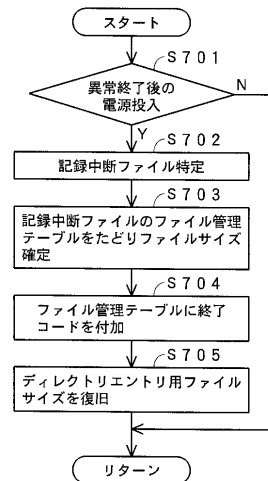 スタート
S701
異常終了後の
電源投入
N
Y
S702
記録中断ファイル特定
S703
記録中断ファイルのファイル管理
テーブルをたどりファイルサイズ
確定
S704
ファイル管理テーブルに終了
コードを付加
S705
ディレクトリエントリ用ファイル
サイズを復旧
リターン